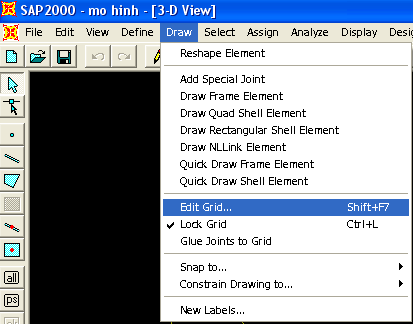 SAP2000 - mo hinh - [3-D View]
File Edit View Define Draw Select Assign Analyze Display
Reshape Element
Add Special Joint
Draw Frame Element
Draw Quad Shell Element
Draw Rectangular Shell Element
Draw NLLink Element
Quick Draw Frame Element
Quick Draw Shell Element
Edit Grid... Shift+F7
Lock Grid Ctrl+L
Glue Joints to Grid
Snap to...
Constrain Drawing to...
New Labels...
all
ps